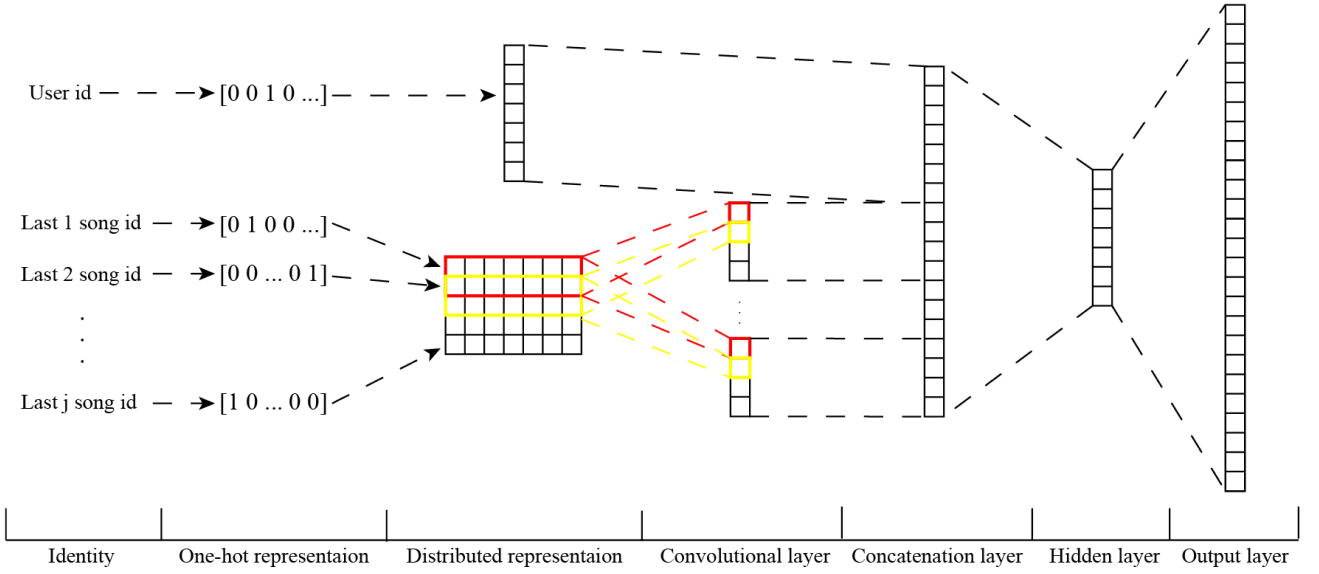 User id
[0 0 1 0 ...]
Last 1 song id
[0 1 0 0 ...]
Last 2 song id
[0 0 ... 0 1]
Last j song id
[1 0 ... 0 0]
Identity
One-hot representaion
Distributed representaion
Convolutional layer
Concatenation layer
Hidden layer
Output layer